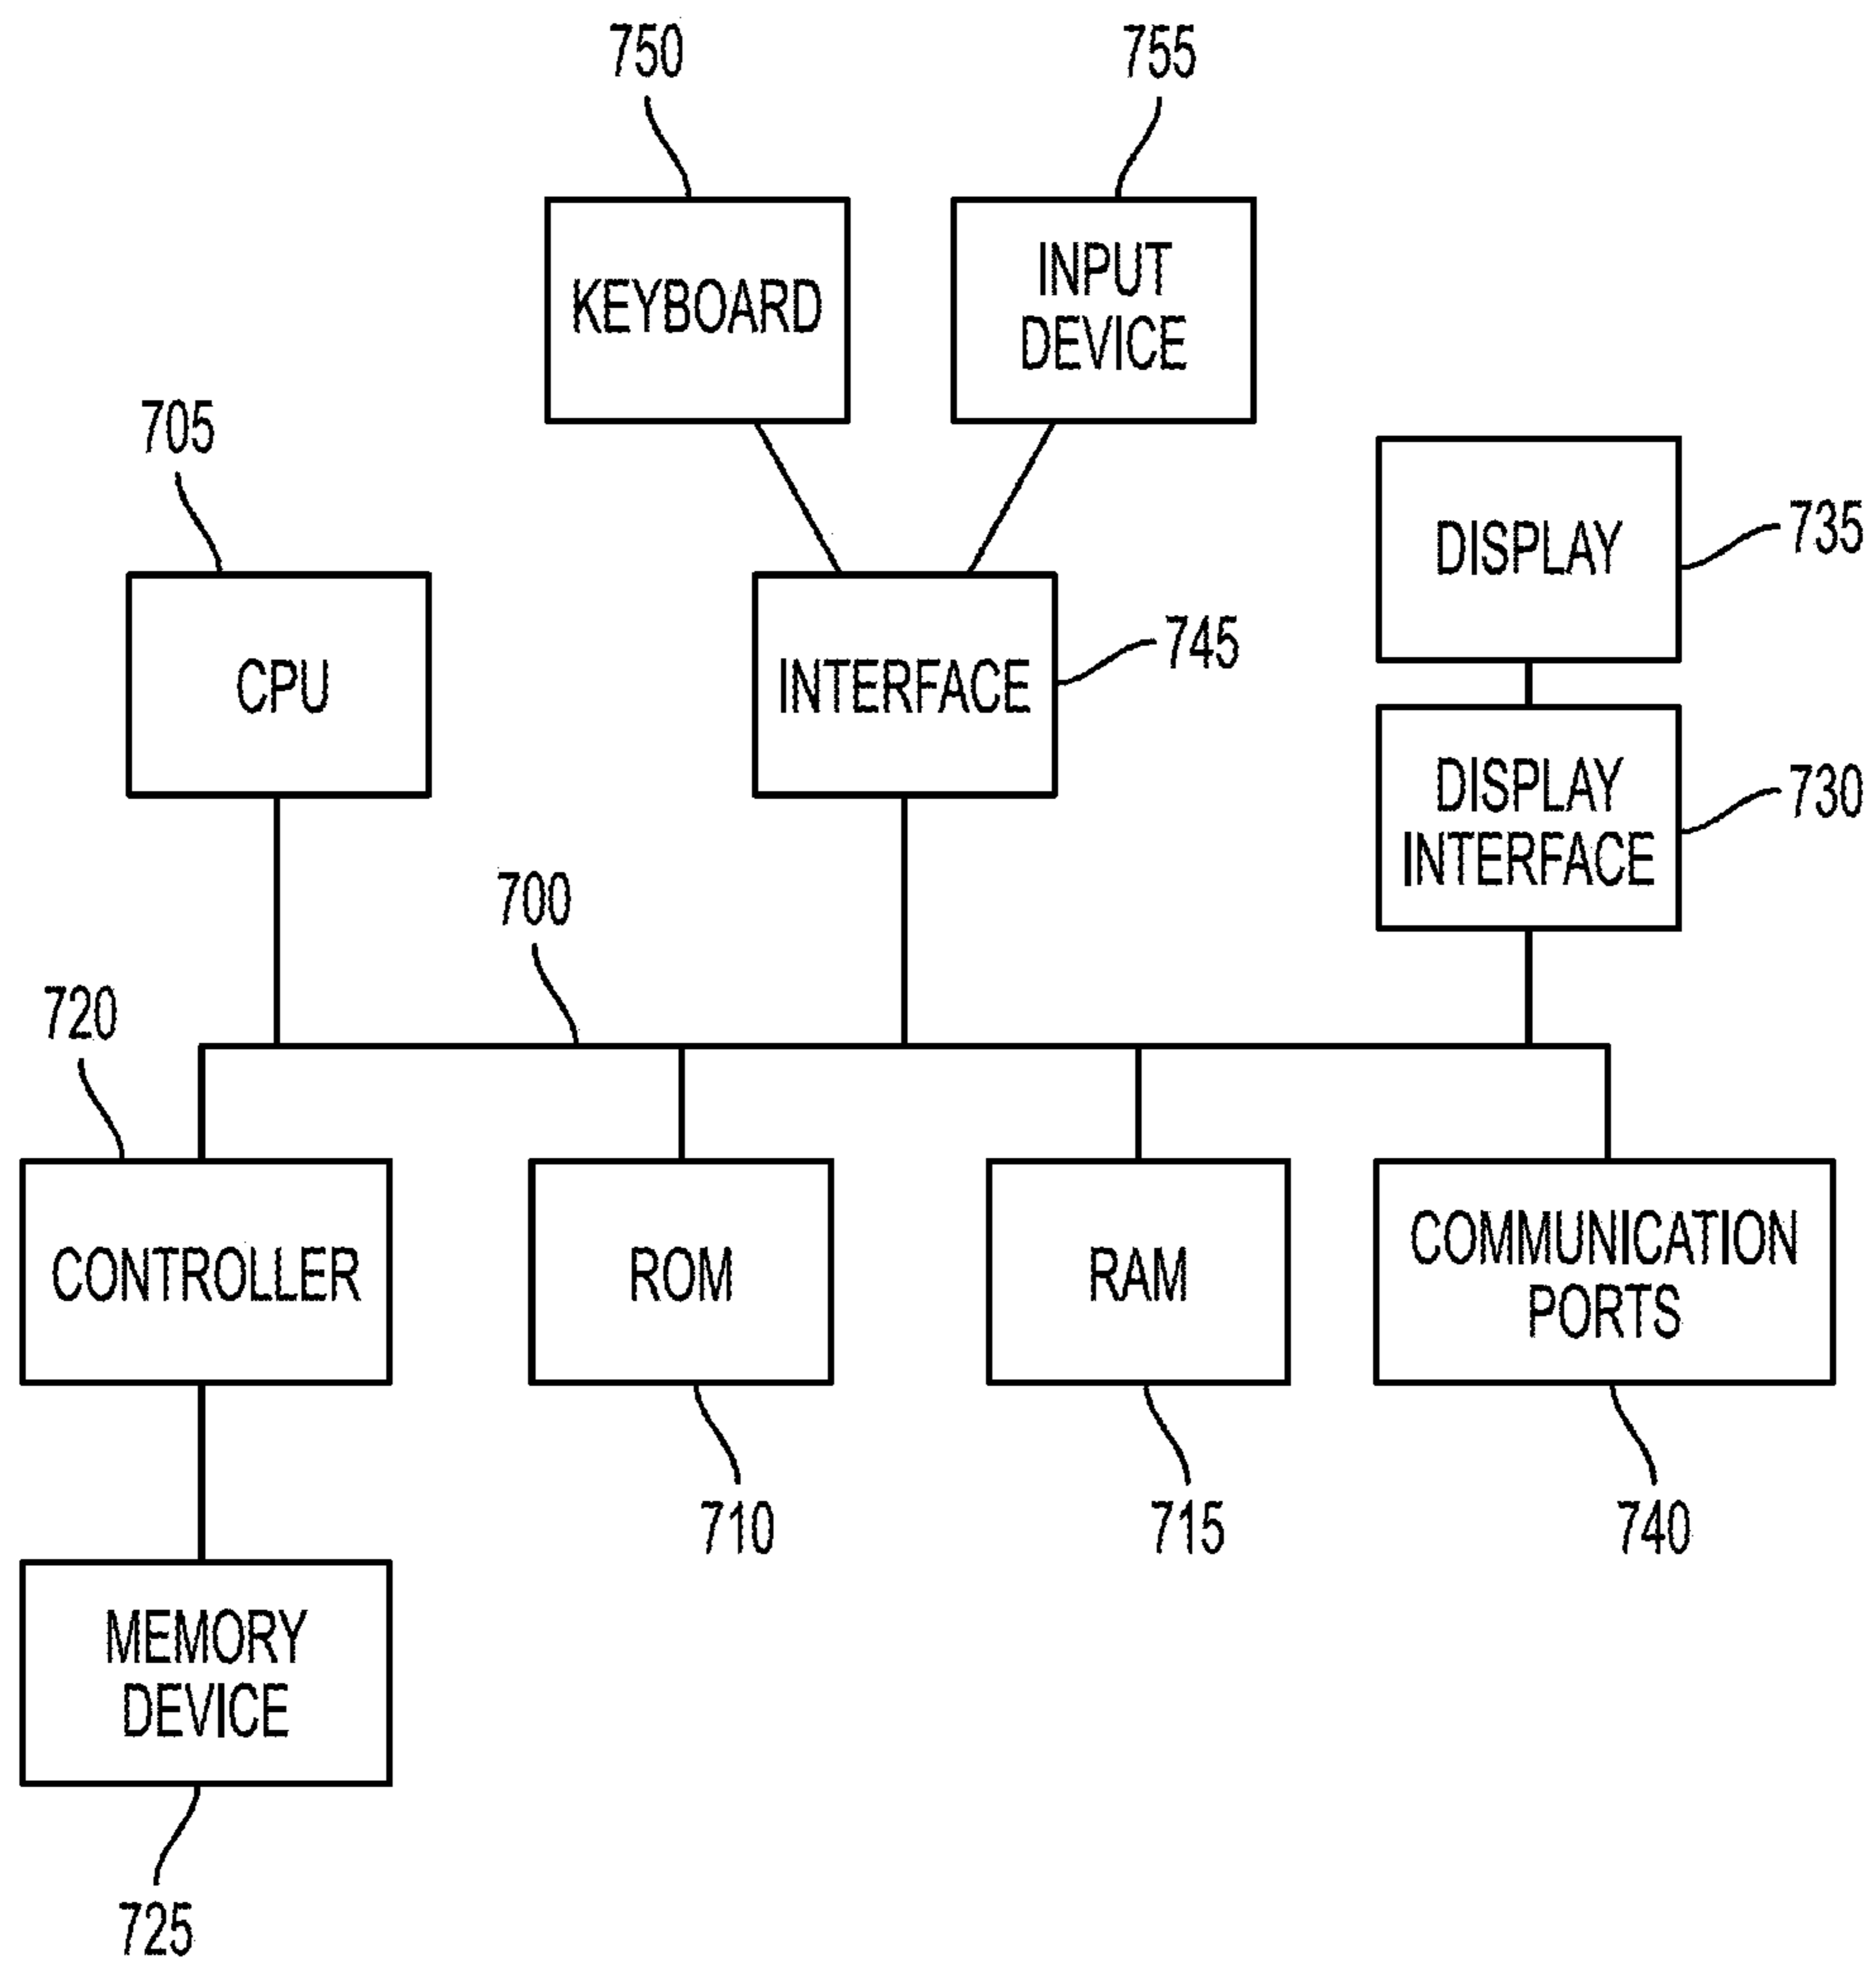 750
755
KEYBOARD
INPUT
DEVICE
705
735
DISPLAY
CPU
INTERFACE
745
DISPLAY
INTERFACE
730
700
720
CONTROLLER
ROM
RAM
COMMUNICATION
PORTS
710
715
740
MEMORY
DEVICE
725